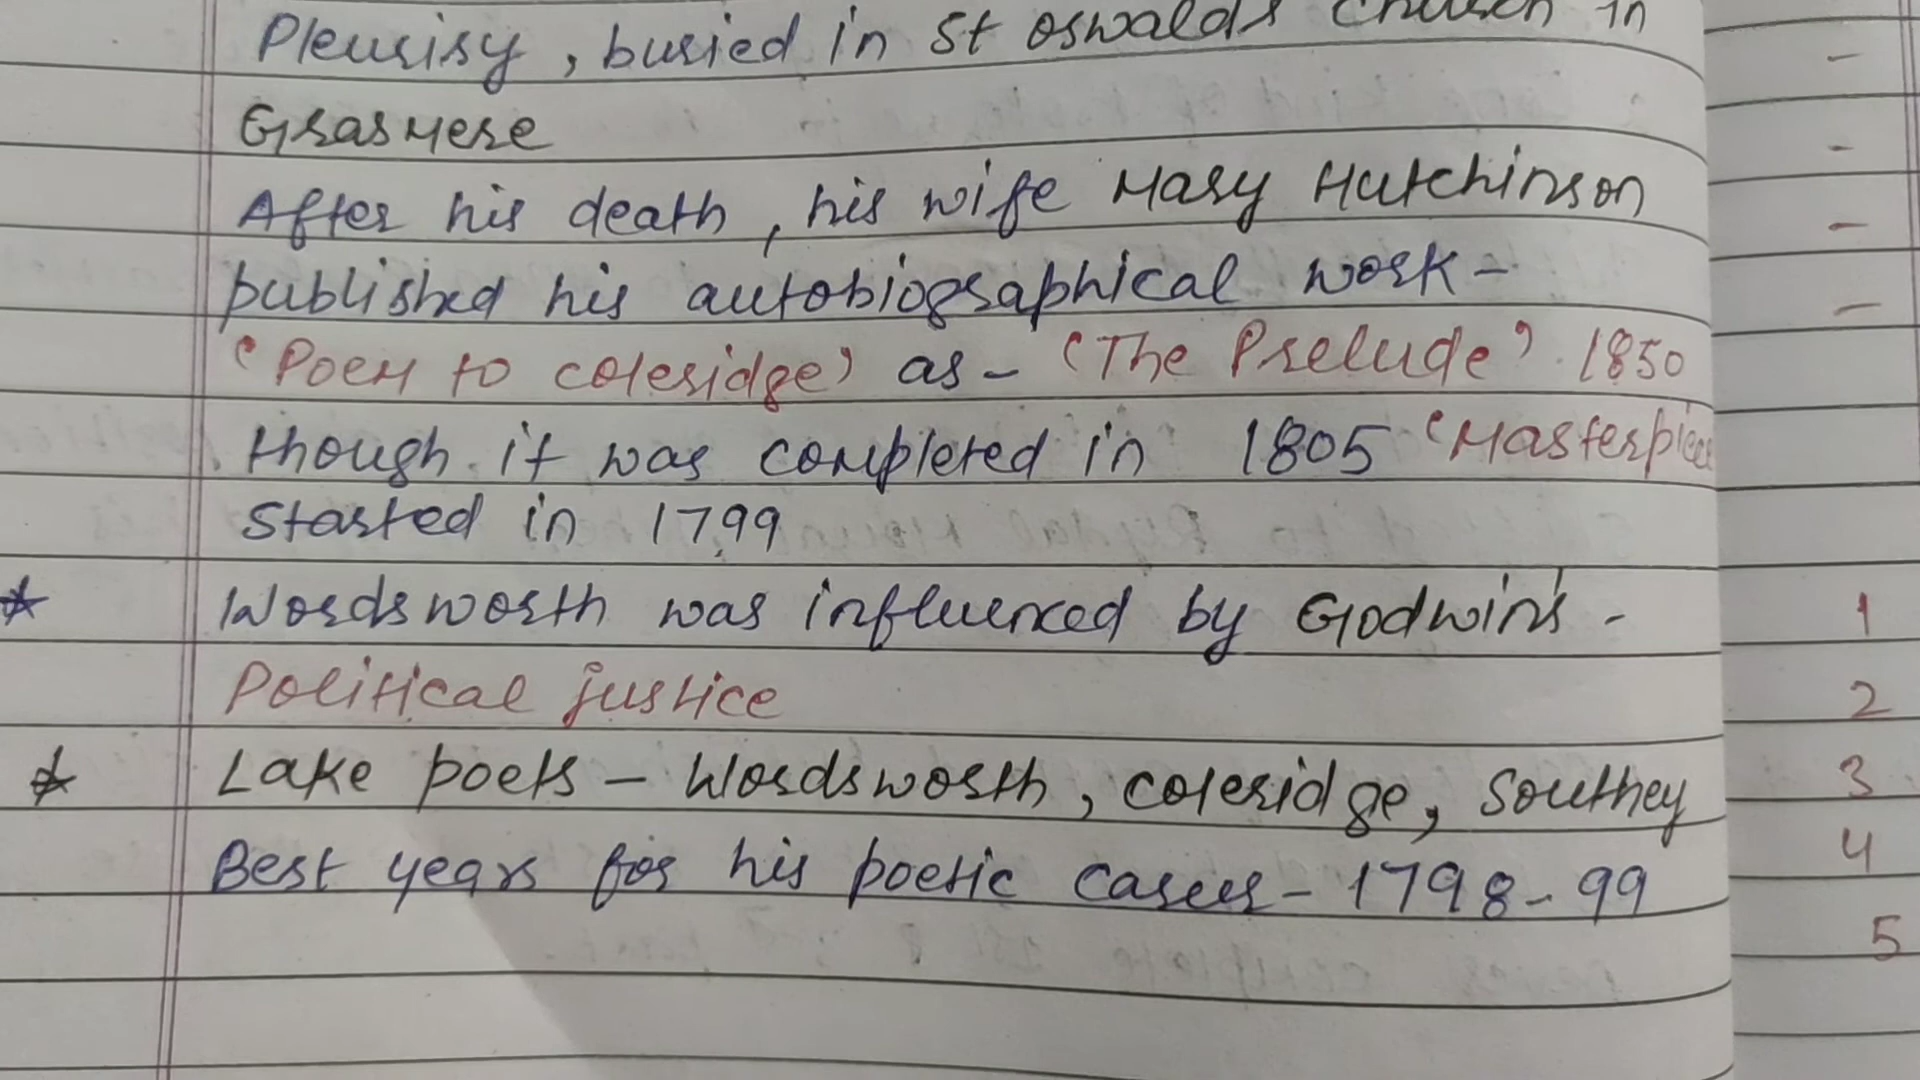 Pleurisy, buried in St Oswalds Church in
Grasmere
After his death, his wife Mary Hutchinson
published his autobiographical work -
'Poem to Coleridge' as - 'The Prelude' 1850
though it was completed in 1805 'Masterpiece
Started in 1799
★ Wordsworth was influenced by Godwin's -
Political justice
★ Lake poets - Wordsworth, Coleridge, Southey
Best years for his poetic career - 1798-99
-
-
-
-
1
2
3
4
5